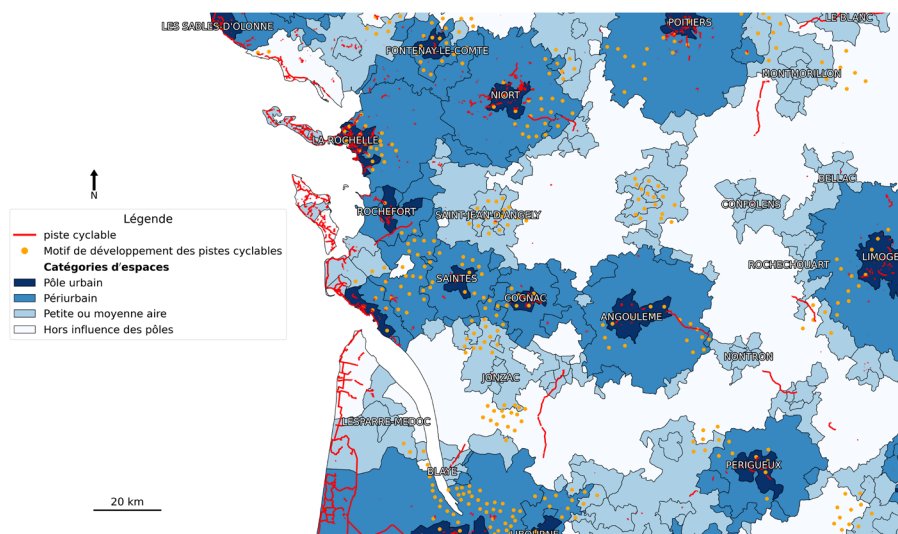 LES SABLES-D'OLONNE
POITIERS
LE BLANC
FONTENAY-LE-COMTE
MONTMORILLON
NIORT
LA ROCHELLE
N
BELLAC
CONFOLENS
ROCHEFORT
SAINT-JEAN-D'ANGELY
Légende
piste cyclable
Motif de développement des pistes cyclables
Catégories d'espaces
Pôle urbain
Périurbain
Petite ou moyenne aire
Hors influence des pôles
LIMOGE
ROCHECHOUART
SAINTES
COGNAC
ANGOULEME
NONTRON
JONZAC
LESPARRE-MEDOC
PERIGUEUX
BLAYE
20 km
LIBOURNE